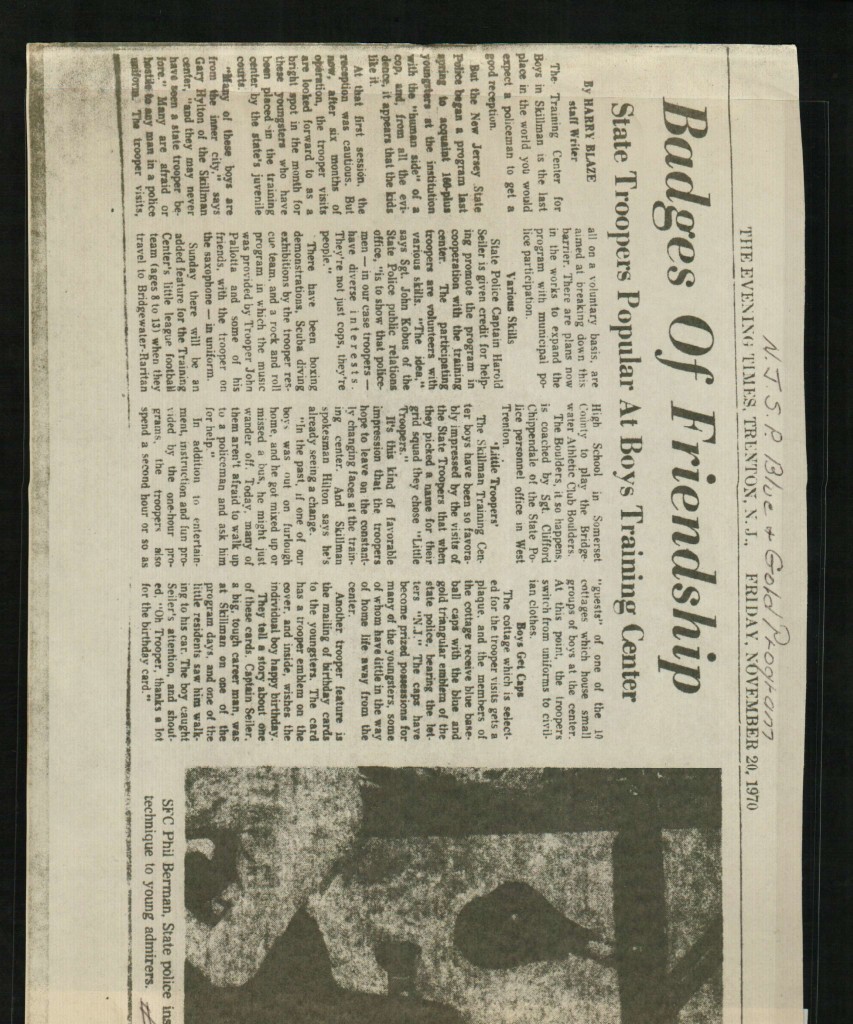 N.J.S.P. Blue + Gold Program
THE EVENING TIMES, TRENTON, N. J., FRIDAY, NOVEMBER 20, 1970
Badges Of Friendship
State Troopers Popular At Boys Training Center
By HARRY BLAZE
staff Writer
The Training Center for
Boys in Skillman is the last
place in the world you would
expect a policeman to get a
good reception.
But the New Jersey State
Police began a program last
spring to acquaint 100-plus
youngsters at the institution
with the "human side" of a
cop, and, from all the evi-
dence, it appears that the kids
like it.
At that first session, the
reception was cautious. But
now, after six months of
operation, the trooper visits
are looked forward to as a
bright spot in the month for
these youngsters who have
been placed in the training
center by the state's juvenile
courts.
"Many of these boys are
from the inner city," says
Gary Hylton of the Skillman
center, "and they may never
have seen a state trooper be-
fore." Many are afraid or
hostile to any man in a police
uniform. The trooper visits,
all on a voluntary basis, are
aimed at breaking down this
barrier. There are plans now
in the works to expand the
program with municipal po-
lice participation.
Various Skills
State Police Captain Harold
Seiler is given credit for help-
ing promote the program in
cooperation with the training
center. The participating
troopers are volunteers with
various skills. "The idea,"
says Sgt. John Kobus of the
State Police public relations
office, "is to show that police-
men — in our case troopers —
have diverse interests.
They're not just cops, they're
people."
There have been boxing
demonstrations, Scuba diving
exhibitions by the trooper res-
cue team, and a rock and roll
program in which the music
was provided by Trooper John
Pallotta and some of his
friends, with the trooper on
the saxophone — in uniform.
Sunday there will be an
added feature for the Training
Center's little league football
team (ages 8 to 13) when they
travel to Bridgewater-Raritan
High School in Somerset
County to play the Bridge-
water Athletic Club Boulders.
The Boulders, it so happens,
is coached by Sgt. Clifford
Chippendale of the State Po-
lice personnel office in West
Trenton.
'Little Troopers'
The Skillman Training Cen-
ter boys have been so favora-
bly impressed by the visits of
the State Troopers that when
they picked a name for their
grid squad they chose "Little
Troopers."
It's this kind of favorable
impression that the troopers
hope to leave on the constant-
ly changing faces at the train-
ing center. And Skillman
spokesman Hilton says he's
already seeing a change.
"In the past, if one of our
boys was out on furlough
home, and he got mixed up or
missed a bus, he might just
wander off. Today, many of
them aren't afraid to walk up
to a policeman and ask him
for help."
In addition to entertain-
ment, instruction and fun pro-
vided by the one-hour pro-
grams, the troopers also
spend a second hour or so as
"guests" of one of the 10
cottages which house small
groups of boys at the center.
At this point, the troopers
switch from uniforms to civil-
ian clothes.
Boys Get Caps
The cottage which is select-
ed for the trooper visits gets a
plaque, and the members of
the cottage receive blue base-
ball caps with the blue and
gold triangular emblem of the
state police, bearing the let-
ters "N.J." The caps have
become prized possessions for
many of the youngsters, some
of whom have little in the way
of home life away from the
center.
Another trooper feature is
the mailing of birthday cards
to the youngsters. The card
has a trooper emblem on the
cover, and inside, wishes the
individual boy happy birthday.
They tell a story about one
of these cards. Captain Seiler,
a big, tough career man, was
at Skillman on one of the
program days, and one of the
little residents saw him walk-
ing to his car. The boy caught
Seiler's attention, and shout-
ed, "Oh Trooper, thanks a lot
for the birthday card."
SFC Phil Berman, State police ins
technique to young admirers.